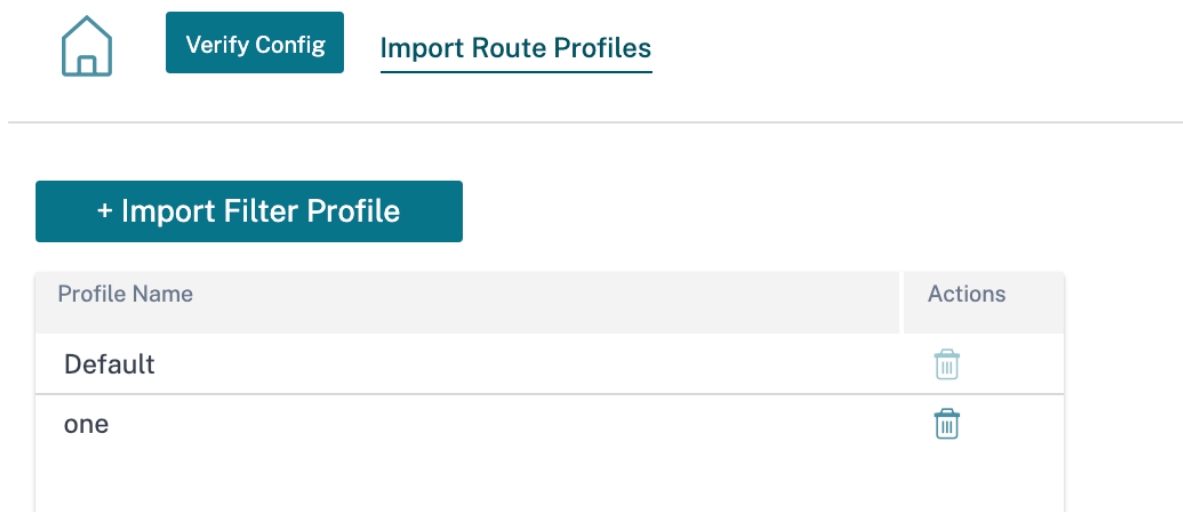 Verify Config
Import Route Profiles
+ Import Filter Profile
Profile Name
Actions
Default
one